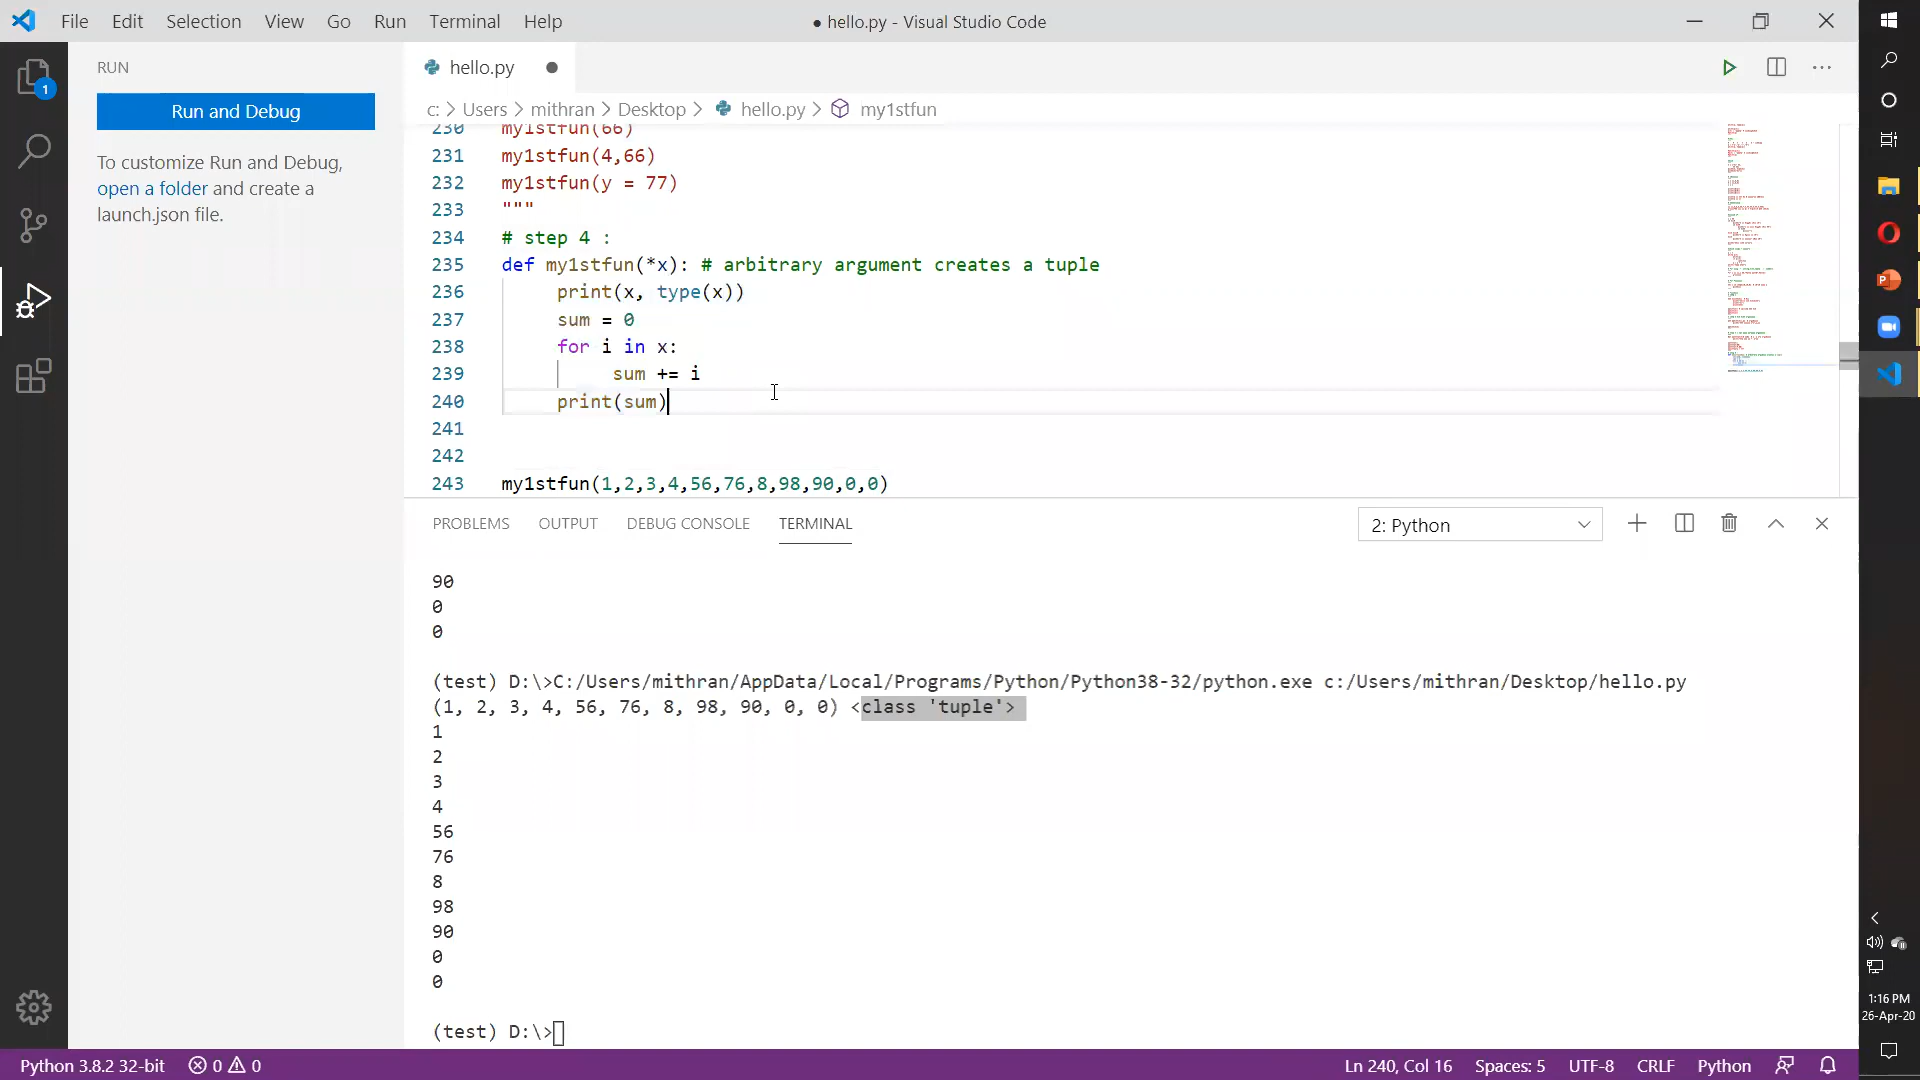 File Edit Selection View Go Run Terminal Help
● hello.py - Visual Studio Code
RUN
Run and Debug
To customize Run and Debug,
open a folder and create a
launch.json file.
1
hello.py
c: > Users > mithran > Desktop > hello.py > my1stfun
230 my1stfun(66)
231 my1stfun(4,66)
232 my1stfun(y = 77)
233 """
234 # step 4 :
235 def my1stfun(*x): # arbitrary argument creates a tuple
236 print(x, type(x))
237 sum = 0
238 for i in x:
239 sum += i
240 print(sum)
241
242
243 my1stfun(1,2,3,4,56,76,8,98,90,0,0)
PROBLEMS OUTPUT DEBUG CONSOLE TERMINAL 2: Python
90
0
0
(test) D:\>C:/Users/mithran/AppData/Local/Programs/Python/Python38-32/python.exe c:/Users/mithran/Desktop/hello.py
(1, 2, 3, 4, 56, 76, 8, 98, 90, 0, 0) <class 'tuple'>
1
2
3
4
56
76
8
98
90
0
0
(test) D:\>
Python 3.8.2 32-bit 0 0 Ln 240, Col 16 Spaces: 5 UTF-8 CRLF Python
1:16 PM
26-Apr-20